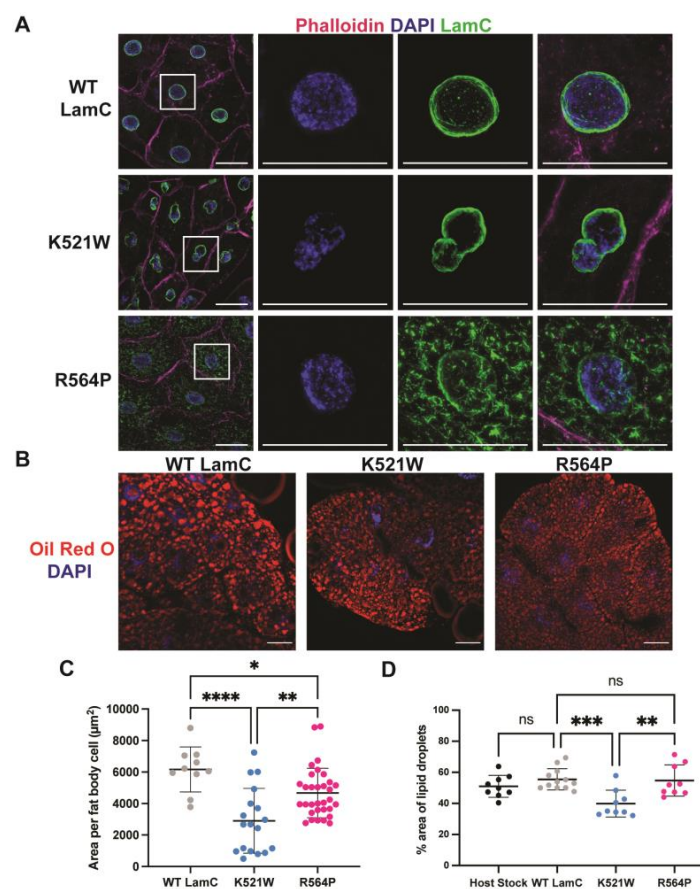 A
Phalloidin DAPI LamC
WT
LamC
K521W
R564P
B
WT LamC
K521W
R564P
Oil Red O
DAPI
C
D
*
****
**
Area per fat body cell (µm²)
10000
8000
6000
4000
2000
0
WT LamC
K521W
R564P
ns
ns
***
**
% area of lipid droplets
100
80
60
40
20
0
Host Stock
WT LamC
K521W
R564P